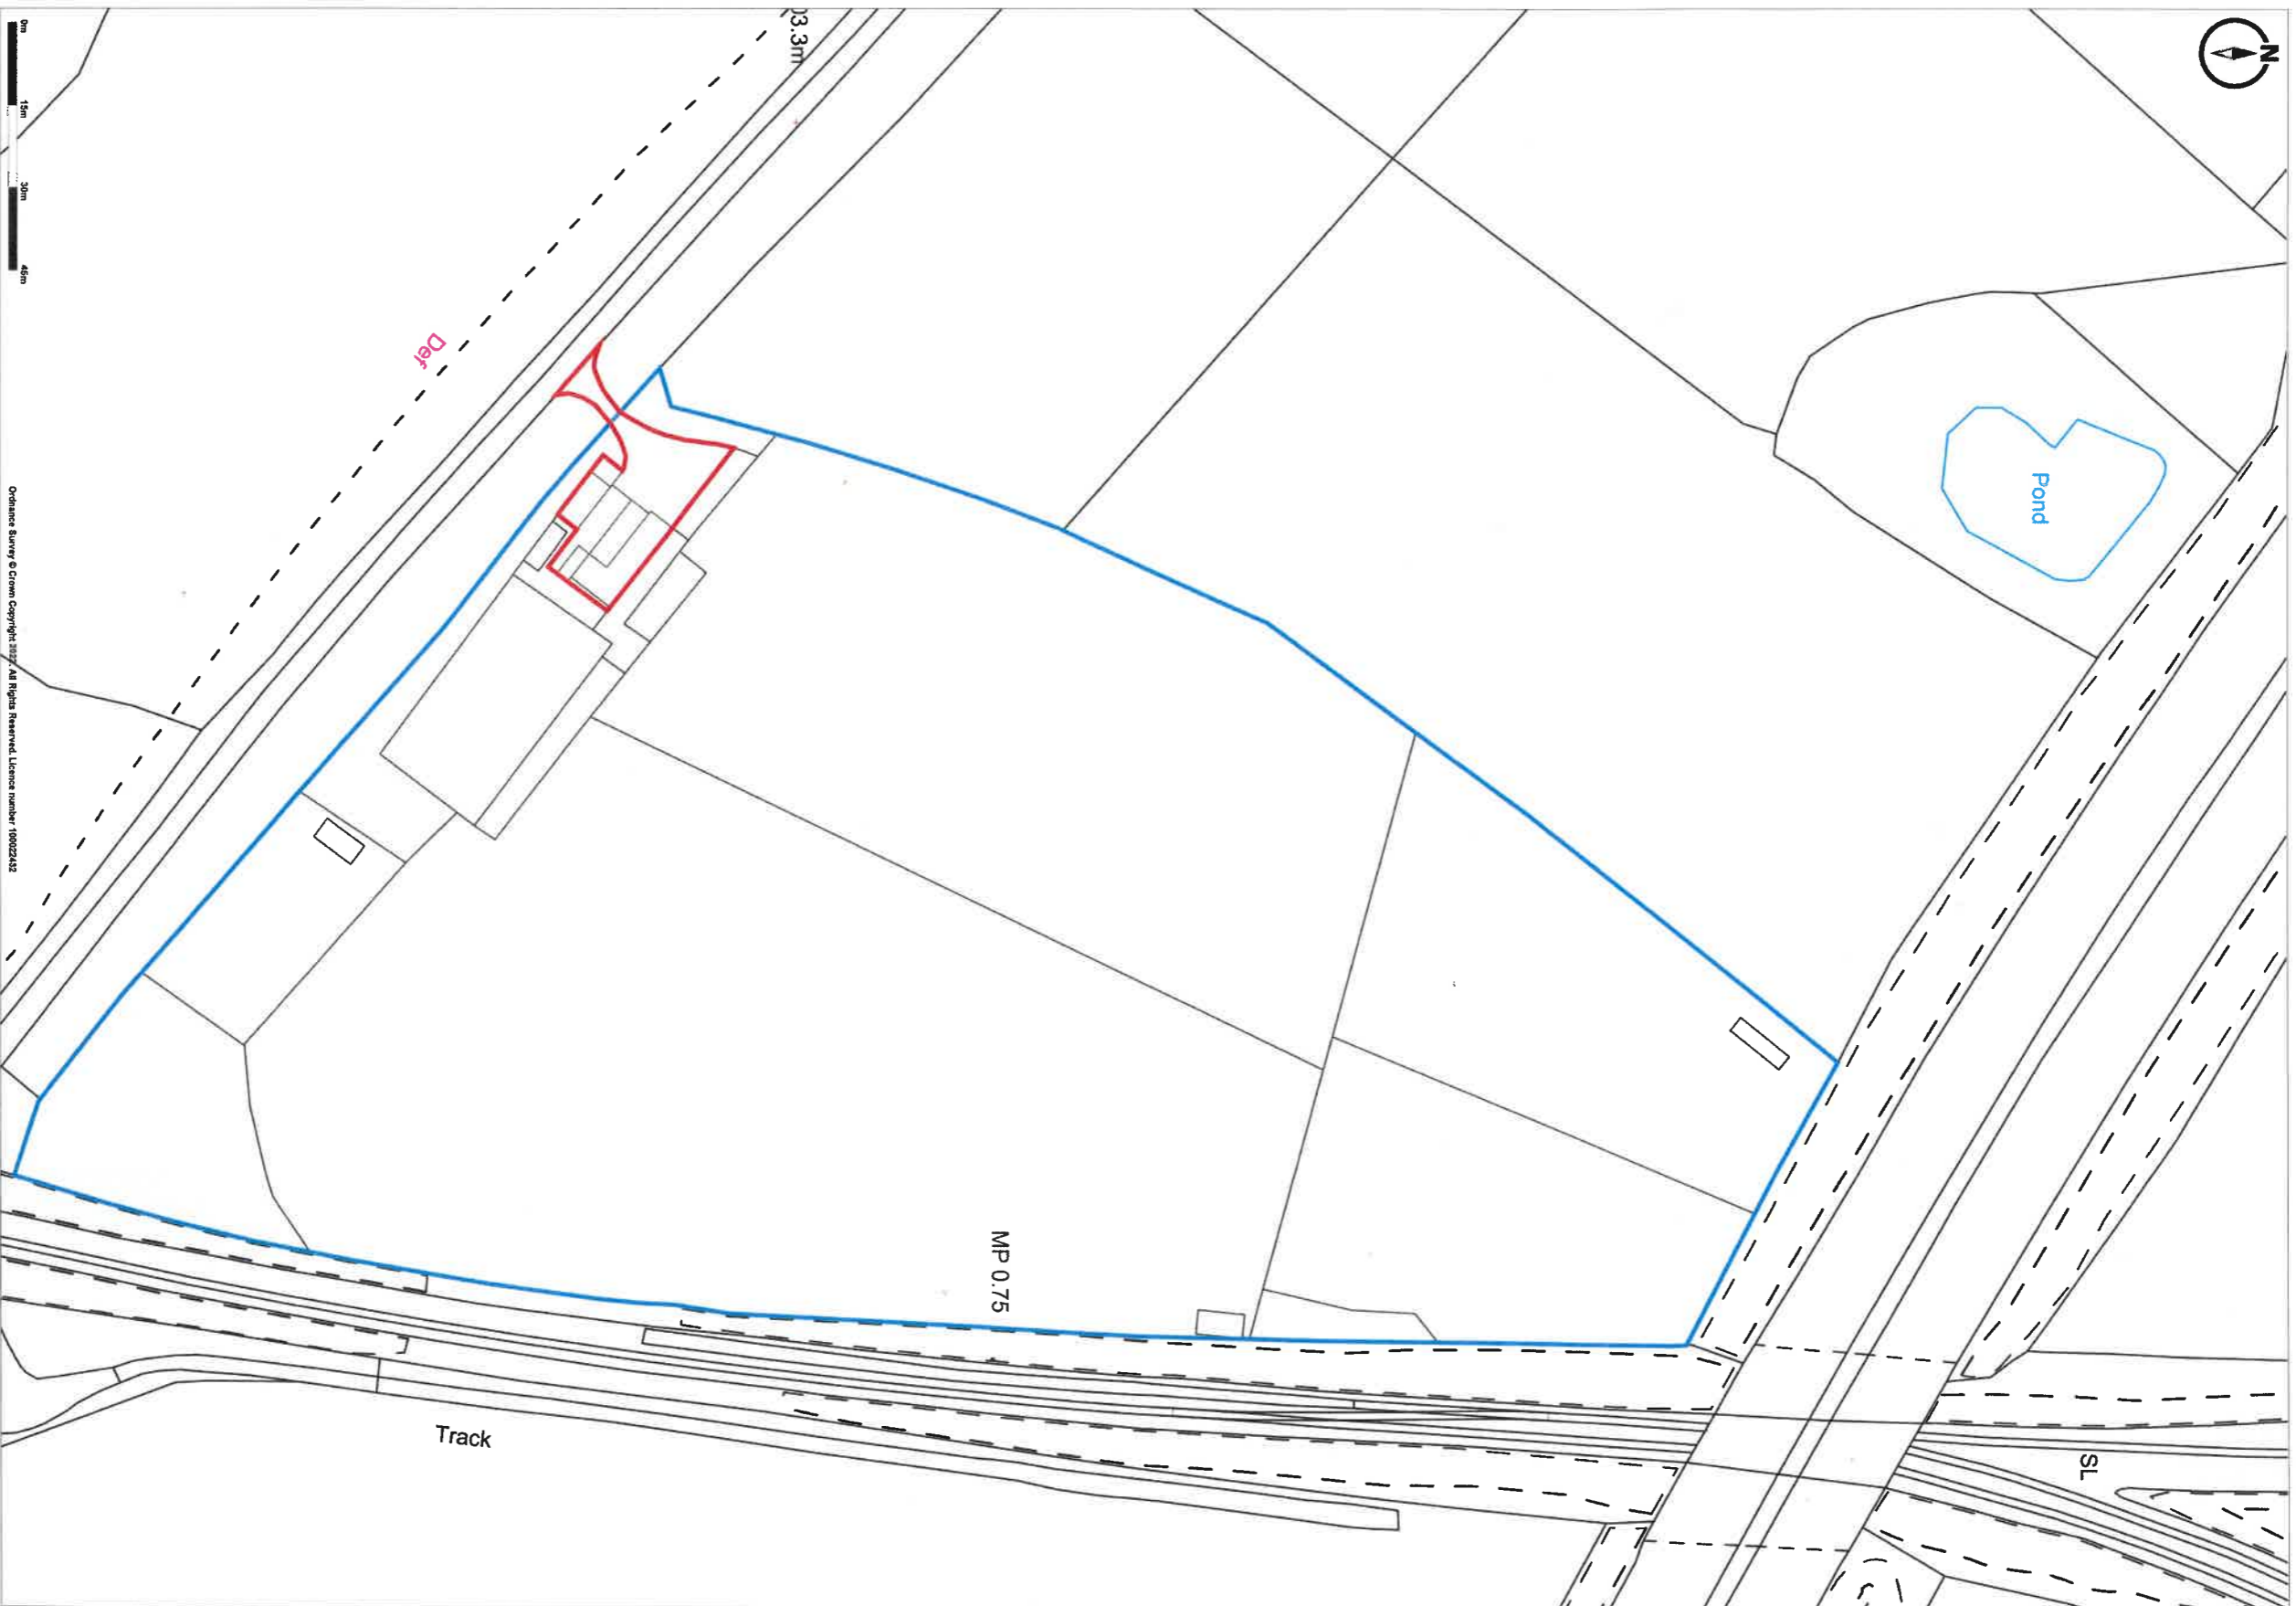 N
03.3m
Pond
Def
MP 0.75
Track
SL
0m
15m
30m
45m
Ordnance Survey © Crown Copyright 2022. All Rights Reserved. Licence number 100022432